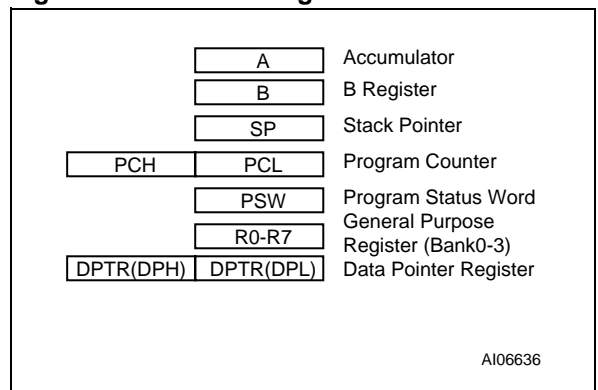 A Accumulator
B B Register
SP Stack Pointer
PCH PCL Program Counter
PSW Program Status Word
R0-R7 General Purpose
Register (Bank0-3)
DPTR(DPH) DPTR(DPL) Data Pointer Register
AI06636